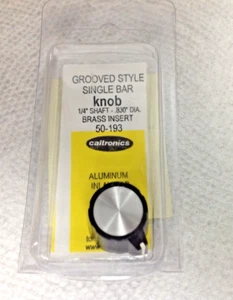 GROOVED STYLE
SINGLE BAR
knob
1/4" SHAFT - .830" DIA.
BRASS INSERT
50-193
caltronics
ALUMINUM